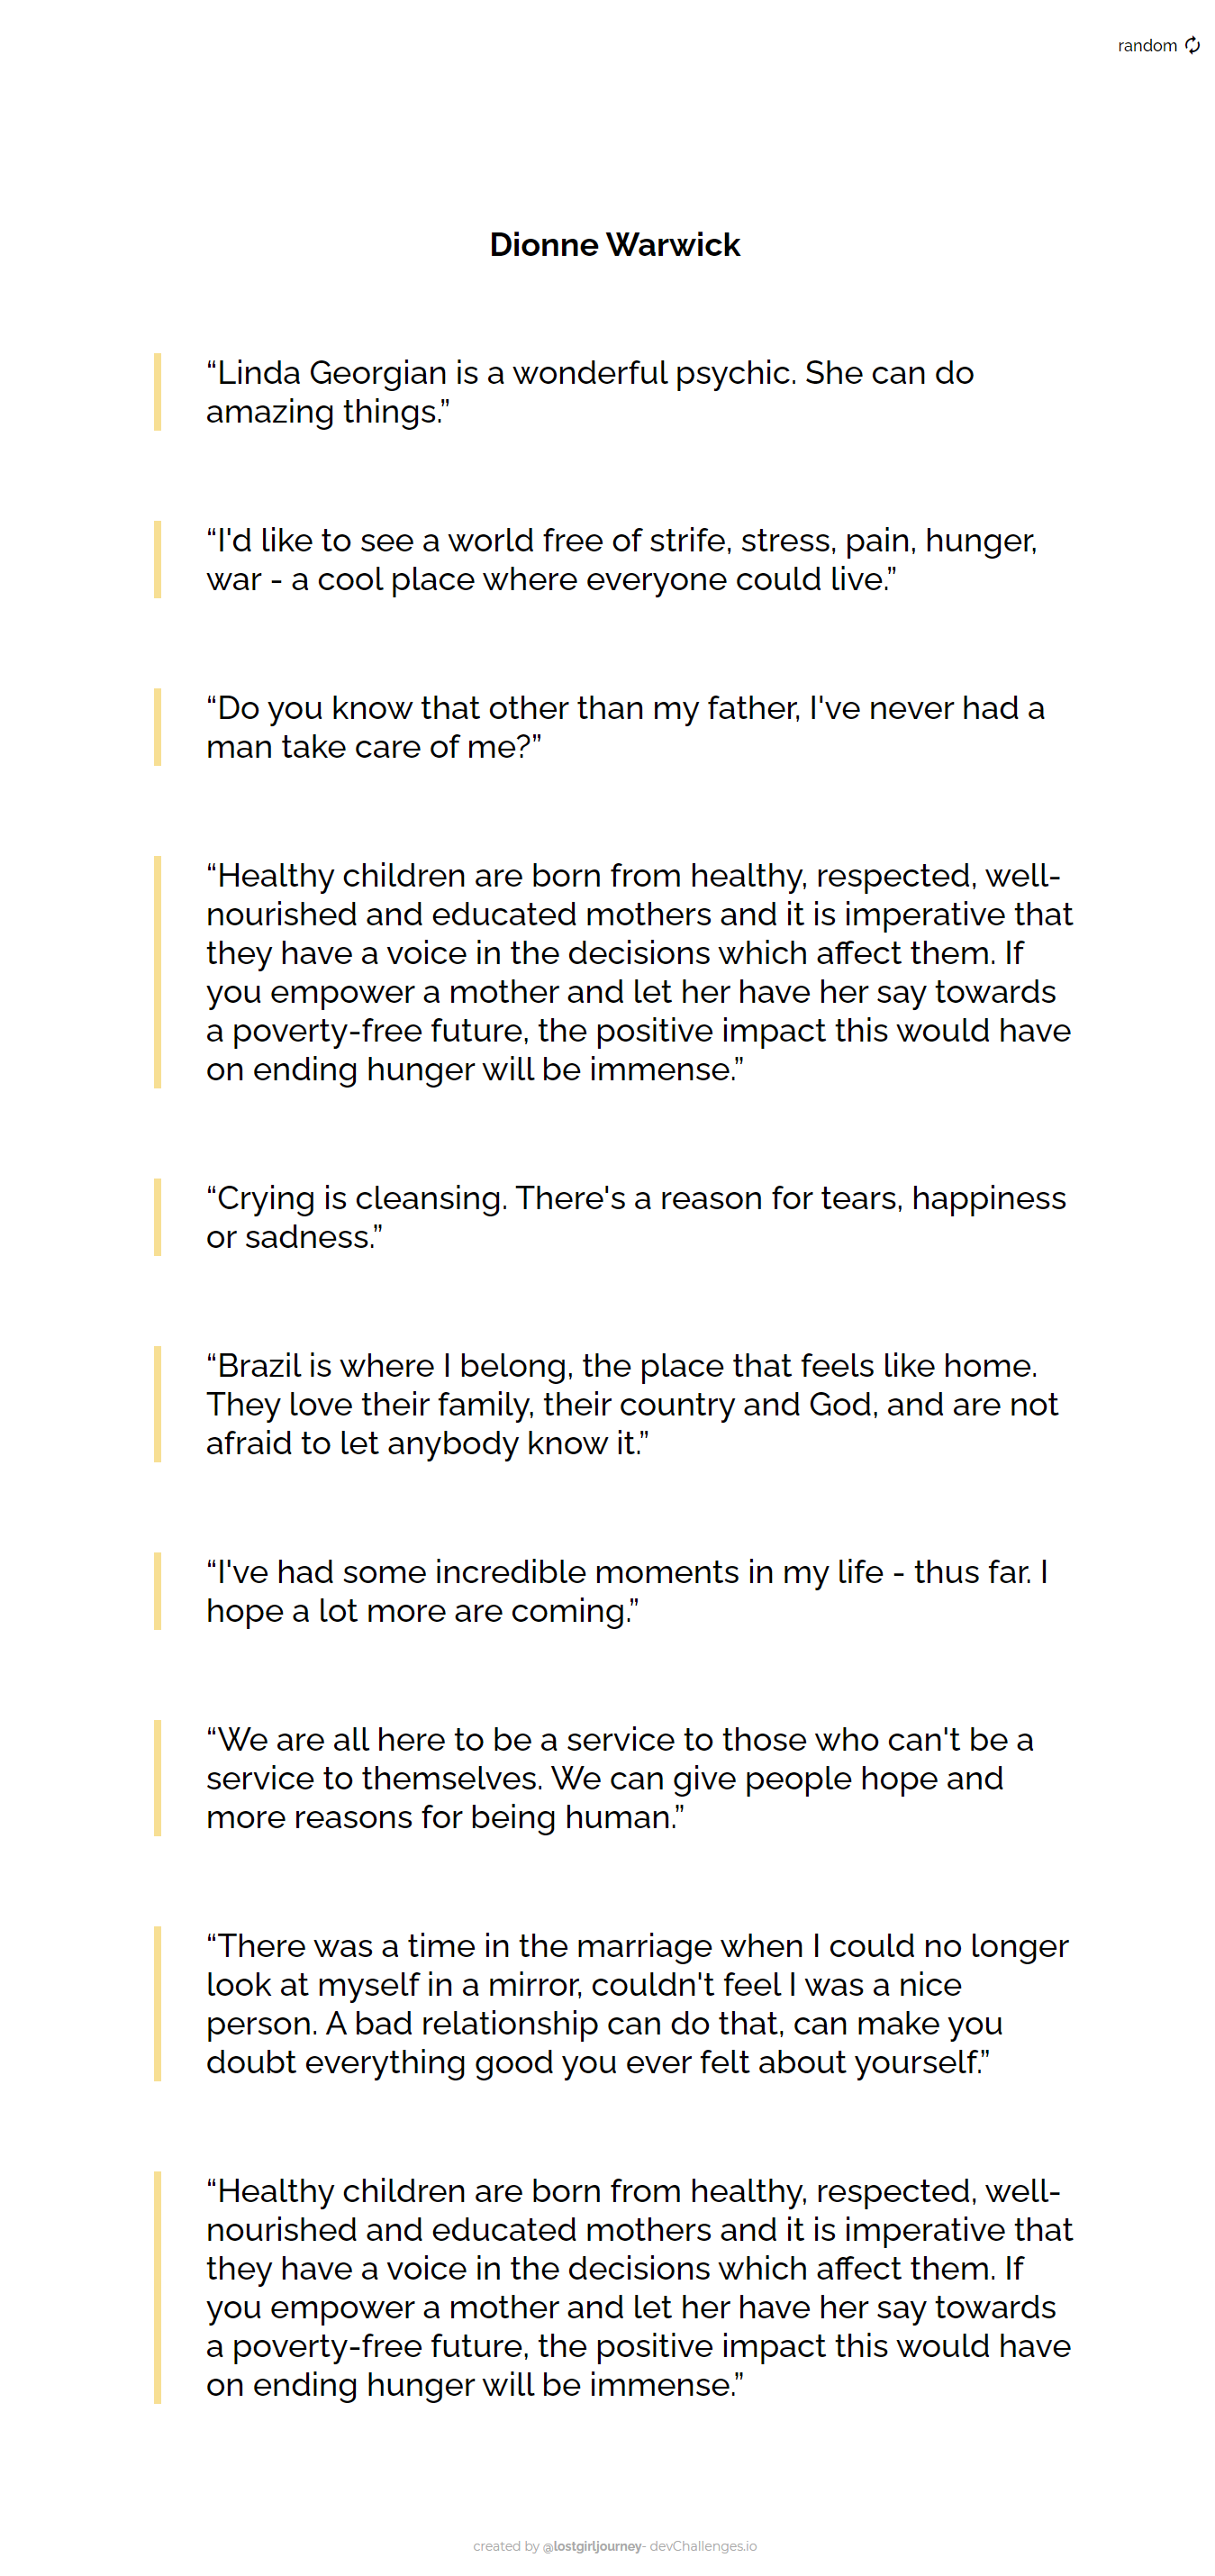 random
Dionne Warwick
“Linda Georgian is a wonderful psychic. She can do
amazing things.”
“I'd like to see a world free of strife, stress, pain, hunger,
war - a cool place where everyone could live.”
“Do you know that other than my father, I've never had a
man take care of me?”
“Healthy children are born from healthy, respected, well-
nourished and educated mothers and it is imperative that
they have a voice in the decisions which affect them. If
you empower a mother and let her have her say towards
a poverty-free future, the positive impact this would have
on ending hunger will be immense.”
“Crying is cleansing. There's a reason for tears, happiness
or sadness.”
“Brazil is where I belong, the place that feels like home.
They love their family, their country and God, and are not
afraid to let anybody know it.”
“I've had some incredible moments in my life - thus far. I
hope a lot more are coming.”
“We are all here to be a service to those who can't be a
service to themselves. We can give people hope and
more reasons for being human.”
“There was a time in the marriage when I could no longer
look at myself in a mirror, couldn't feel I was a nice
person. A bad relationship can do that, can make you
doubt everything good you ever felt about yourself.”
“Healthy children are born from healthy, respected, well-
nourished and educated mothers and it is imperative that
they have a voice in the decisions which affect them. If
you empower a mother and let her have her say towards
a poverty-free future, the positive impact this would have
on ending hunger will be immense.”
created by @lostgirljourney- devChallenges.io